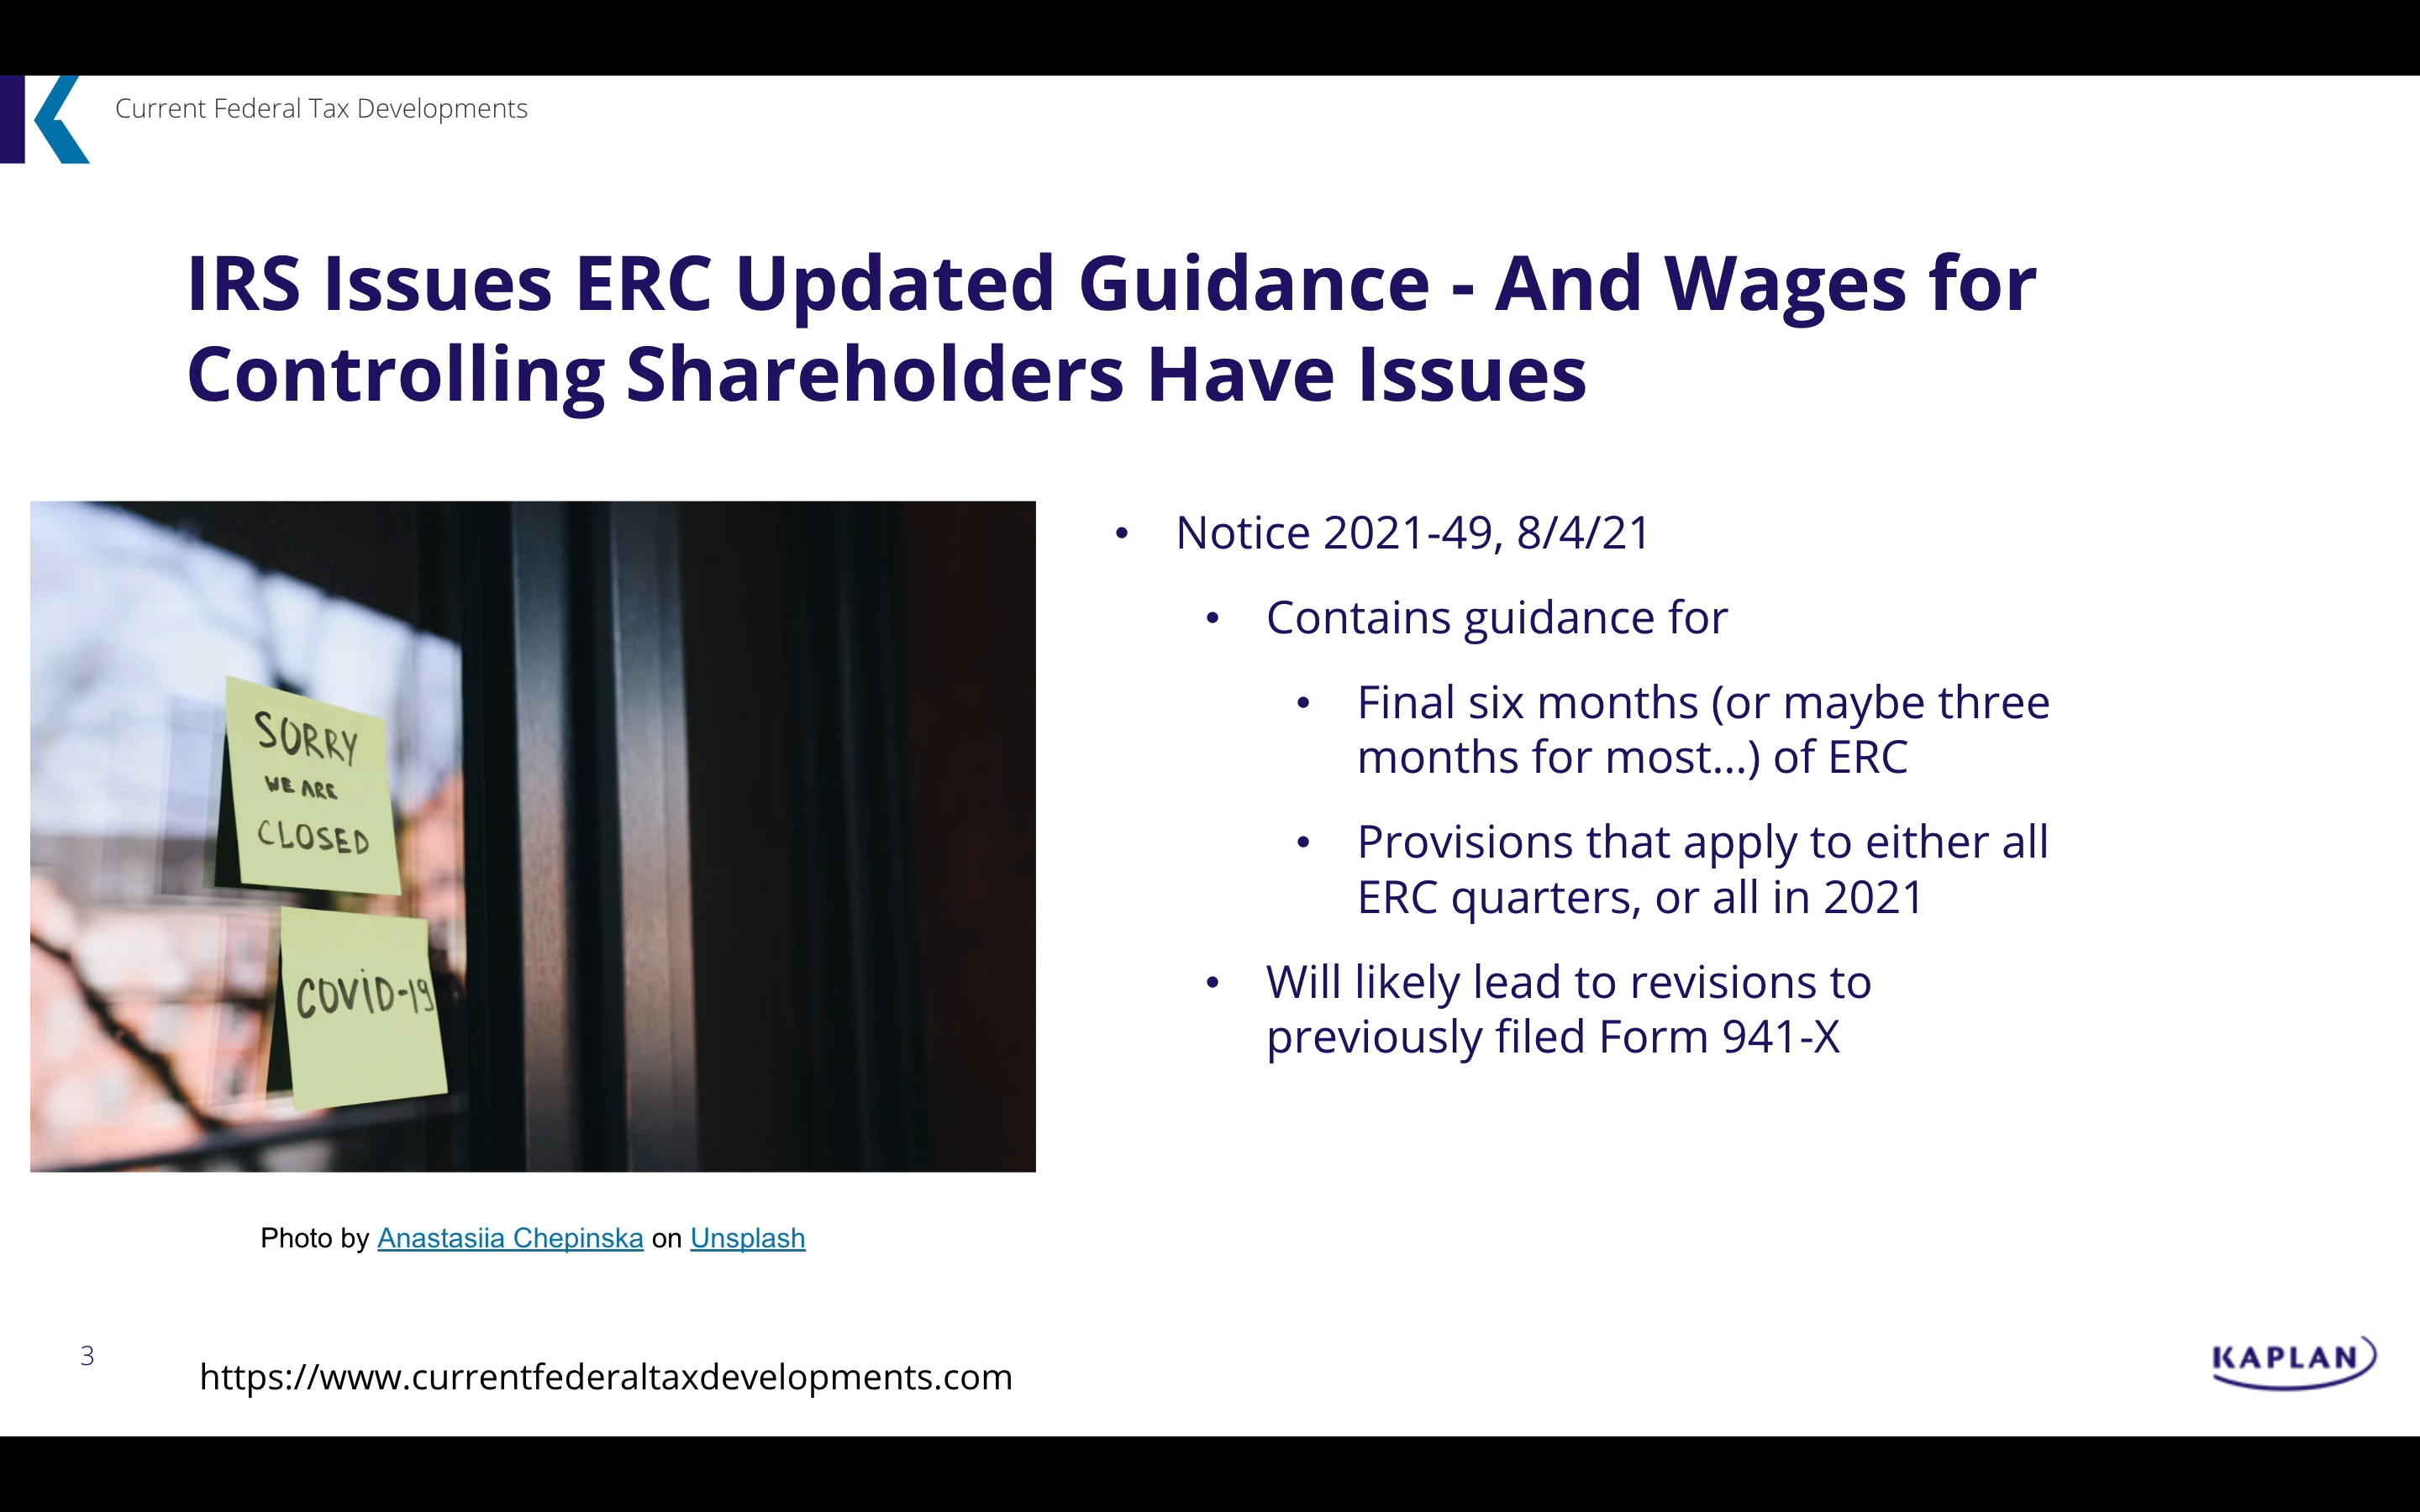 Current Federal Tax Developments
IRS Issues ERC Updated Guidance - And Wages for
Controlling Shareholders Have Issues
SORRY
WE ARE
CLOSED
COViD-19
• Notice 2021-49, 8/4/21
• Contains guidance for
• Final six months (or maybe three
months for most...) of ERC
• Provisions that apply to either all
ERC quarters, or all in 2021
• Will likely lead to revisions to
previously filed Form 941-X
Photo by Anastasiia Chepinska on Unsplash
3
https://www.currentfederaltaxdevelopments.com
KAPLAN